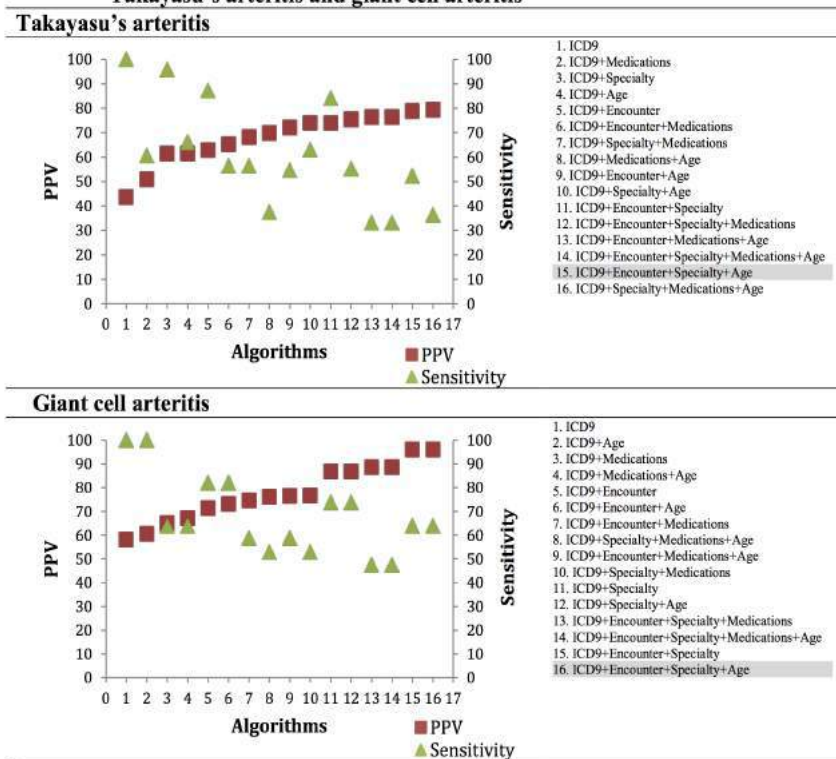 Takayasu's arteritis and giant cell arteritis
Takayasu's arteritis
100
90
80
70
60
50
40
30
20
10
0
PPV
100
90
80
70
60
50
40
30
20
10
0
Sensitivity
0 1 2 3 4 5 6 7 8 9 10 11 12 13 14 15 16 17
Algorithms
PPV
Sensitivity
1. ICD9
2. ICD9+Medications
3. ICD9+Specialty
4. ICD9+Age
5. ICD9+Encounter
6. ICD9+Encounter+Medications
7. ICD9+Specialty+Medications
8. ICD9+Medications+Age
9. ICD9+Encounter+Age
10. ICD9+Specialty+Age
11. ICD9+Encounter+Specialty
12. ICD9+Encounter+Specialty+Medications
13. ICD9+Encounter+Medications+Age
14. ICD9+Encounter+Specialty+Medications+Age
15. ICD9+Encounter+Specialty+Age
16. ICD9+Specialty+Medications+Age
Giant cell arteritis
100
90
80
70
60
50
40
30
20
10
0
PPV
100
90
80
70
60
50
40
30
20
10
0
Sensitivity
0 1 2 3 4 5 6 7 8 9 10 11 12 13 14 15 16 17
Algorithms
PPV
Sensitivity
1. ICD9
2. ICD9+Age
3. ICD9+Medications
4. ICD9+Medications+Age
5. ICD9+Encounter
6. ICD9+Encounter+Age
7. ICD9+Encounter+Medications
8. ICD9+Specialty+Medications+Age
9. ICD9+Encounter+Medications+Age
10. ICD9+Specialty+Medications
11. ICD9+Specialty
12. ICD9+Specialty+Age
13. ICD9+Encounter+Specialty+Medications
14. ICD9+Encounter+Specialty+Medications+Age
15. ICD9+Encounter+Specialty
16. ICD9+Encounter+Specialty+Age